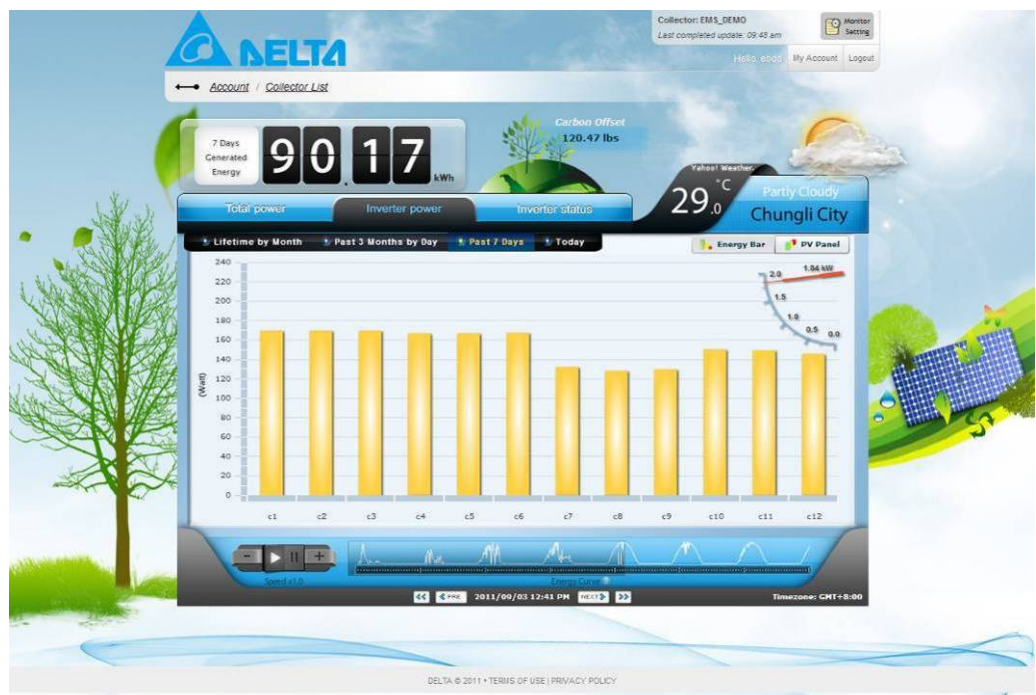 Collector: EMS_DEMO
Last completed update: 09:48 am
Monitor Setting
DELTA
Hello, ebdd My Account Logout
Account / Collector List
7 Days
Generated
Energy
90.17 kWh
Carbon Offset
120.47 lbs
Yahoo! Weather.
29.0 °C
Partly Cloudy
Chungli City
Total power Inverter power Inverter status
Lifetime by Month Past 3 Months by Day Past 7 Days Today
Energy Bar PV Panel
1.84 kW
2.0
1.5
1.0
0.5
0.0
(Watt)
240
220
200
180
160
140
120
100
80
60
40
20
0
c1 c2 c3 c4 c5 c6 c7 c8 c9 c10 c11 c12
Speed x1.0
Energy Curve
PRE 2011/09/03 12:41 PM NEXT
Timezone: GMT+8:00
DELTA © 2011 • TERMS OF USE | PRIVACY POLICY